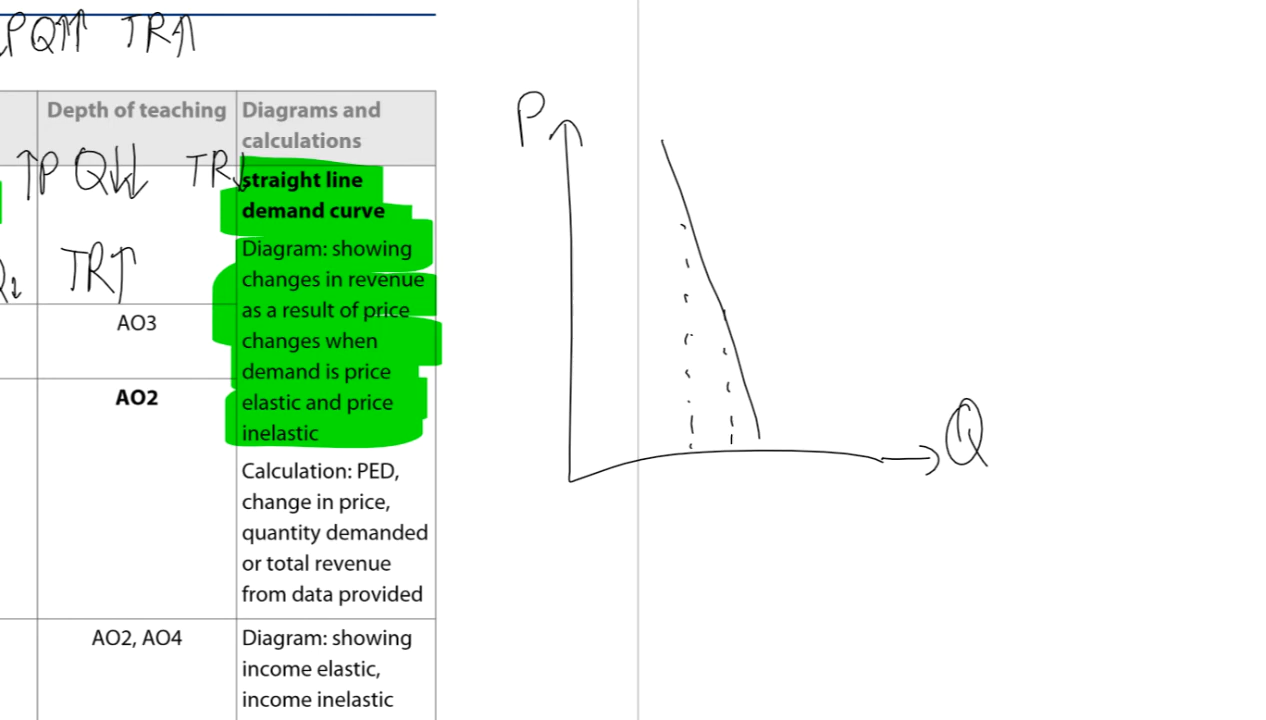 PQ↑↑ TR↑
Depth of teaching
Diagrams and
calculations
↑P Q↓↓ TR↓
straight line
demand curve
TR↑
Diagram: showing
changes in revenue
as a result of price
changes when
demand is price
elastic and price
inelastic
AO3
AO2
Calculation: PED,
change in price,
quantity demanded
or total revenue
from data provided
AO2, AO4
Diagram: showing
income elastic,
income inelastic
P
Q